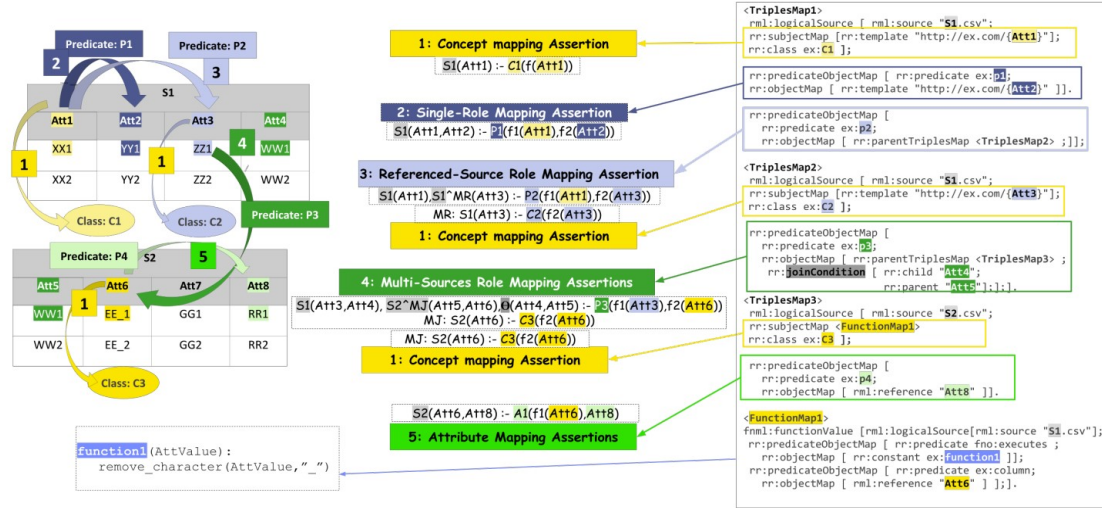 Predicate: P1
Predicate: P2
2
3
S1
Att1 Att2 Att3 Att4
XX1 YY1 ZZ1 WW1
4
1
1
XX2 YY2 ZZ2 WW2
Class: C1
Class: C2
Predicate: P3
Predicate: P4
S2
5
Att5 Att6 Att7 Att8
1
WW1 EE_1 GG1 RR1
WW2 EE_2 GG2 RR2
Class: C3
function1(AttValue):
remove_character(AttValue,"_")
1: Concept mapping Assertion
S1(Att1) :- C1(f(Att1))
2: Single-Role Mapping Assertion
S1(Att1,Att2) :- P1(f1(Att1),f2(Att2))
3: Referenced-Source Role Mapping Assertion
S1(Att1),S1^MR(Att3) :- P2(f1(Att1),f2(Att3))
MR: S1(Att3) :- C2(f2(Att3))
1: Concept mapping Assertion
4: Multi-Sources Role Mapping Assertion
S1(Att3,Att4), S2^MJ(Att5,Att6),θ(Att4,Att5) :- P3(f1(Att3),f2(Att6))
MJ: S2(Att6) :- C3(f2(Att6))
MJ: S2(Att6) :- C3(f2(Att6))
1: Concept mapping Assertion
S2(Att6,Att8) :- A1(f1(Att6),Att8)
5: Attribute Mapping Assertions
<TriplesMap1>
rml:logicalSource [ rml:source "S1.csv";
rr:subjectMap [rr:template "http://ex.com/{Att1}"];
rr:class ex:C1 ];
rr:predicateObjectMap [ rr:predicate ex:p1;
rr:objectMap [ rr:template "http://ex.com/{Att2}" ]].
rr:predicateObjectMap [
rr:predicate ex:p2;
rr:objectMap [ rr:parentTriplesMap <TriplesMap2> ;]];
<TriplesMap2>
rml:logicalSource [ rml:source "S1.csv";
rr:subjectMap [rr:template "http://ex.com/{Att3}"];
rr:class ex:C2 ];
rr:predicateObjectMap [
rr:predicate ex:p3;
rr:objectMap [ rr:parentTriplesMap <TriplesMap3> ;
rr:joinCondition [ rr:child "Att4";
rr:parent "Att5"];];].
<TriplesMap3>
rml:logicalSource [ rml:source "S2.csv";
rr:subjectMap <FunctionMap1>
rr:class ex:C3 ];
rr:predicateObjectMap [
rr:predicate ex:p4;
rr:objectMap [ rml:reference "Att8" ]].
<FunctionMap1>
fnml:functionValue [rml:logicalSource[rml:source "S1.csv"];
rr:predicateObjectMap [ rr:predicate fno:executes ;
rr:objectMap [ rr:constant ex:function1 ]];
rr:predicateObjectMap [ rr:predicate ex:column;
rr:objectMap [ rml:reference "Att6" ] ];].